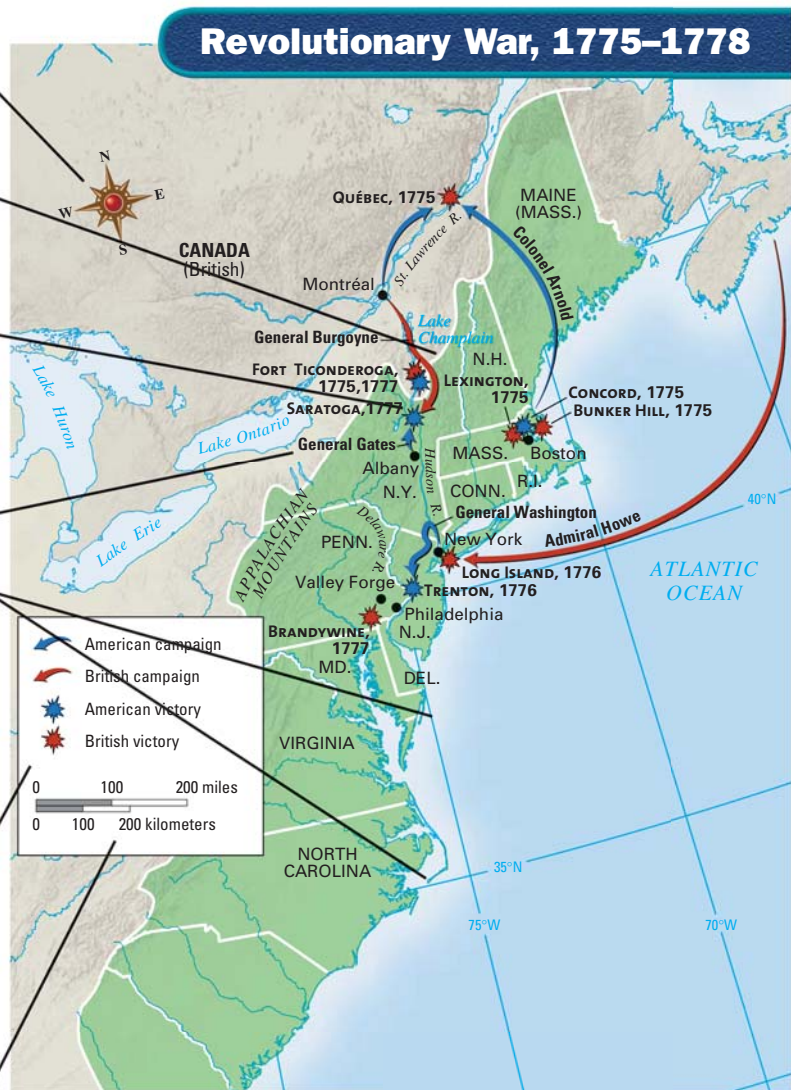 Revolutionary War, 1775–1778
N
W
E
S
QUÉBEC, 1775
MAINE
(MASS.)
St. Lawrence R.
CANADA
(British)
Colonel Arnold
Montréal
General Burgoyne
Lake
Champlain
N.H.
FORT TICONDEROGA,
1775,1777
LEXINGTON,
1775
CONCORD, 1775
BUNKER HILL, 1775
SARATOGA,1777
Lake Huron
Lake Ontario
General Gates
Albany
MASS.
Boston
Hudson R.
N.Y.
CONN.
R.I.
40°N
General Washington
APPALACHIAN
MOUNTAINS
Lake Erie
PENN.
Delaware R.
New York
Admiral Howe
LONG ISLAND, 1776
ATLANTIC
OCEAN
Valley Forge
TRENTON, 1776
Philadelphia
N.J.
BRANDYWINE,
1777
MD.
DEL.
American campaign
British campaign
American victory
British victory
0 100 200 miles
0 100 200 kilometers
VIRGINIA
NORTH
CAROLINA
35°N
75°W
70°W